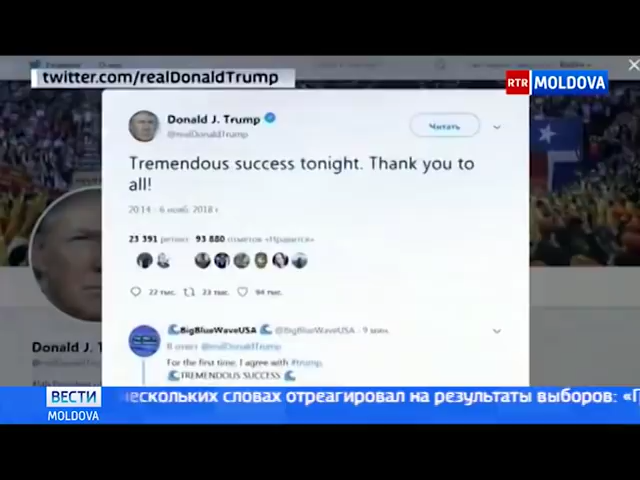 twitter.com/realDonaldTrump
RTR MOLDOVA
Donald J. Trump
@realDonaldTrump
Читать
Tremendous success tonight. Thank you to
all!
20:14 - 6 нояб. 2018 г.
23 391 ретвит 93 880 отметок «Нравится»
22 тыс. 23 тыс. 94 тыс.
BigBlueWaveUSA @BigBlueWaveUSA · 9 мин.
В ответ @realDonaldTrump
For the first time, I agree with #trump
TREMENDOUS SUCCESS
Donald J. T
ВЕСТИ
MOLDOVA
ескольких словах отреагировал на результаты выборов: «Г